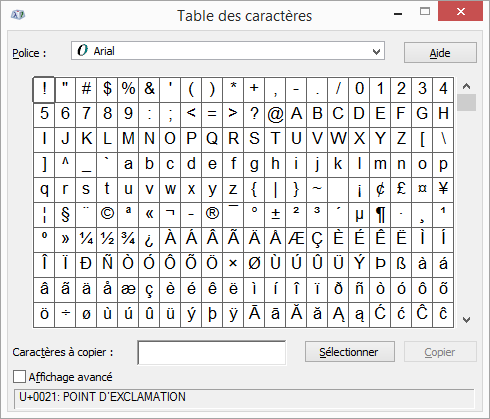 Table des caractères
Police : O Arial Aide
! " # $ % & ' ( ) * + , - . / 0 1 2 3 4
5 6 7 8 9 : ; < = > ? @ A B C D E F G H
I J K L M N O P Q R S T U V W X Y Z [ \
] ^ _ ` a b c d e f g h i j k l m n o p
q r s t u v w x y z { | } ~   ¡ ¢ £ ¤ ¥
¦ § ¨ © ª « ¬ - ® ¯ ° ± ² ³ ´ µ ¶ · ¸ ¹
º » ¼ ½ ¾ ¿ À Á Â Ã Ä Å Æ Ç È É Ê Ë Ì Í
Î Ï Ð Ñ Ò Ó Ô Õ Ö × Ø Ù Ú Û Ü Ý Þ ß à á
â ã ä å æ ç è é ê ë ì í î ï ð ñ ò ó ô õ
ö ÷ ø ù ú û ü ý þ ÿ Ā ā Ă ă Ą ą Ć ć Ĉ ĉ
Caractères à copier : Sélectionner Copier
Affichage avancé
U+0021: POINT D'EXCLAMATION